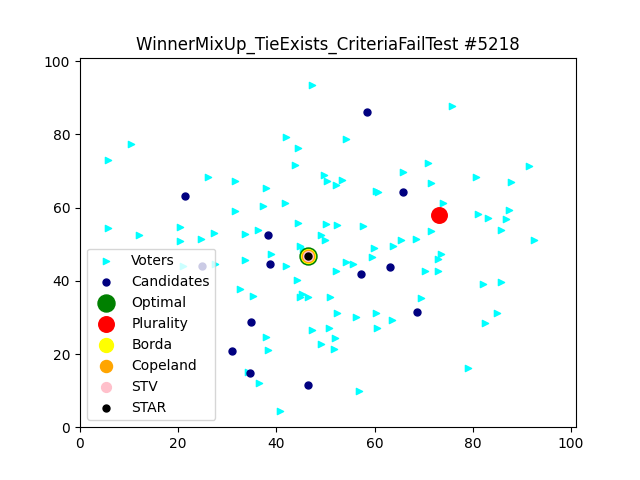 WinnerMixUp_TieExists_CriteriaFailTest #5218
100
80
60
40
20
0
0 20 40 60 80 100
Voters
Candidates
Optimal
Plurality
Borda
Copeland
STV
STAR